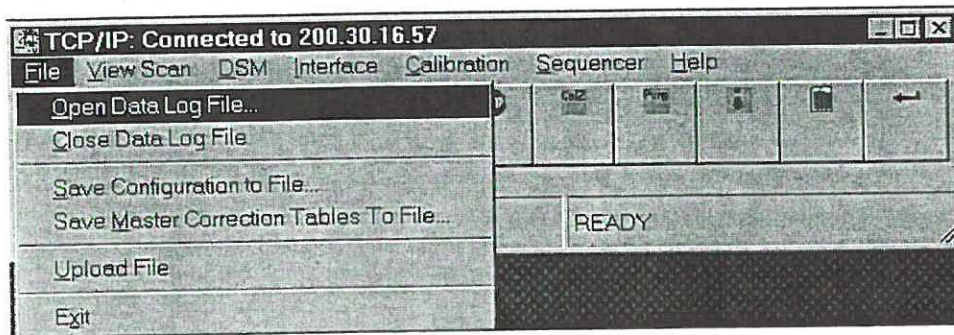 TCP/IP: Connected to 200.30.16.57
File View Scan DSM Interface Calibration Sequencer Help
CalZ Purg
Open Data Log File...
Close Data Log File
Save Configuration to File...
Save Master Correction Tables To File...
READY
Upload File
Exit